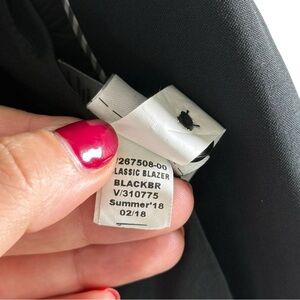 267508-00
LASSIC BLAZER
BLACKBR
V/310775
Summer'18
02/18